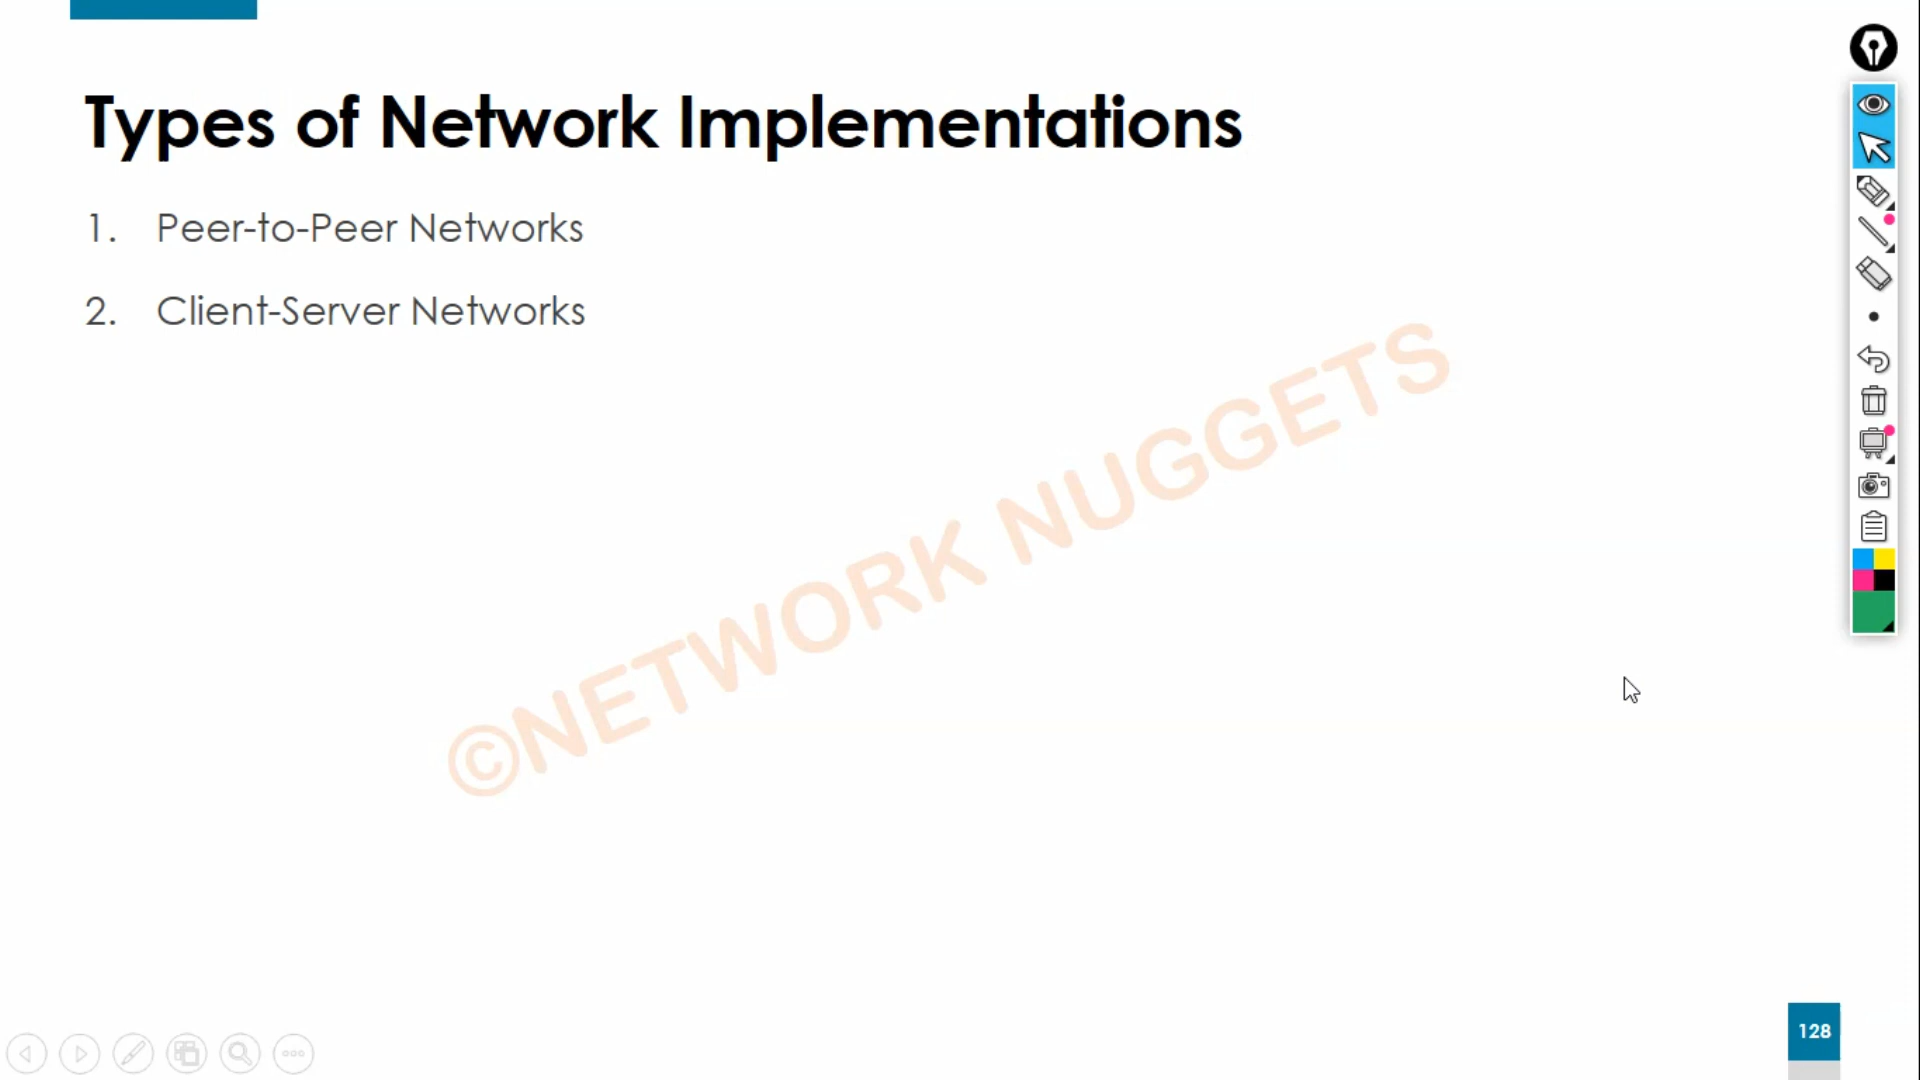 Types of Network Implementations
1. Peer-to-Peer Networks
2. Client-Server Networks
©NETWORK NUGGETS
128